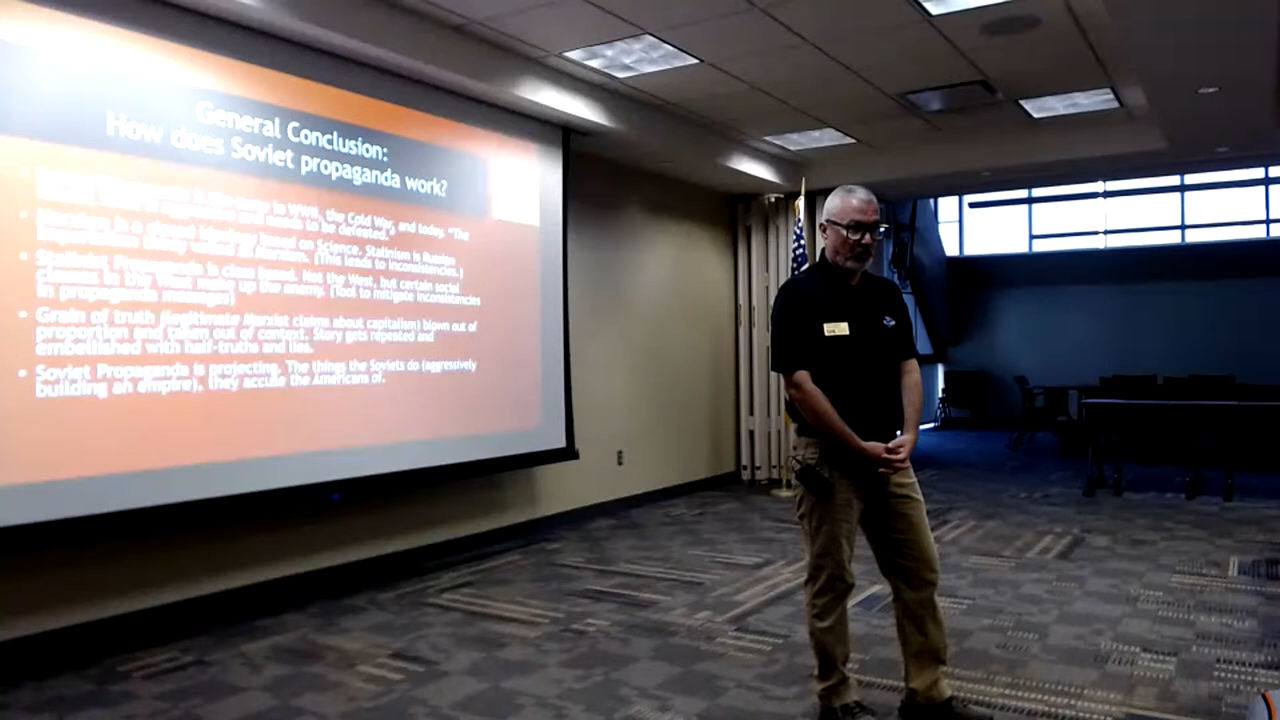 General Conclusion:
How does Soviet propaganda work?
in WWII, the Cold War, and today. "The
and needs to be defeated."
Marxism is a closed ideology based on Science. Stalinism is Russian
of Marxism. (This leads to inconsistencies.)
Stalinist Propaganda is class based. Not the West, but certain social
classes in the West make up the enemy. (Tool to mitigate inconsistencies
in propaganda messages)
• Grain of truth (legitimate Marxist claims about capitalism) blown out of
proportion and taken out of context. Story gets repeated and
embellished with half-truths and lies.
• Soviet Propaganda is projecting. The things the Soviets do (aggressively
building an empire), they accuse the Americans of.